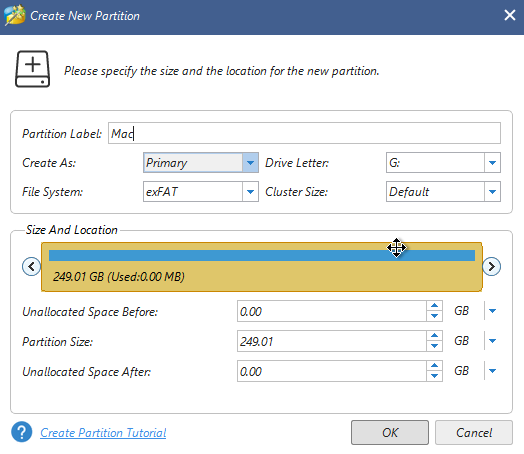 Create New Partition
Please specify the size and the location for the new partition.
Partition Label: Mac
Create As: Primary Drive Letter: G:
File System: exFAT Cluster Size: Default
Size And Location
249.01 GB (Used:0.00 MB)
Unallocated Space Before: 0.00 GB
Partition Size: 249.01 GB
Unallocated Space After: 0.00 GB
? Create Partition Tutorial OK Cancel